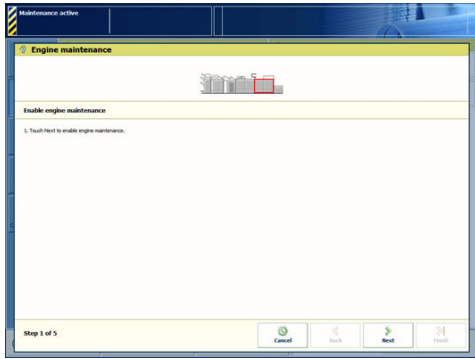 Maintenance active
Engine maintenance
Enable engine maintenance
1. Touch Next to enable engine maintenance.
Step 1 of 5
Cancel
Back
Next
Finish